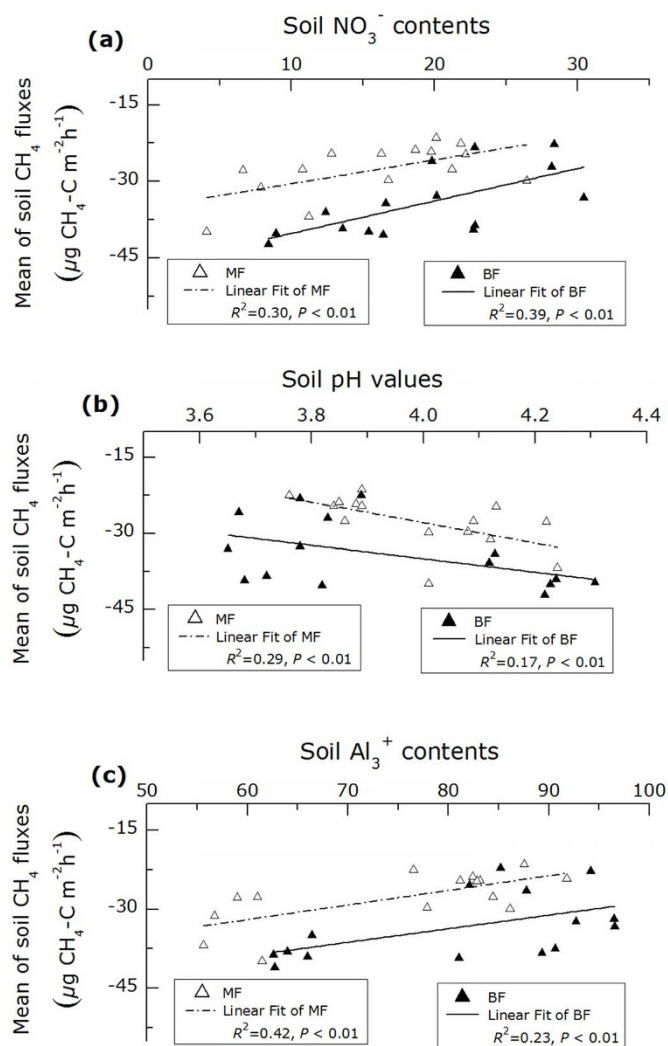 Soil NO₃⁻ contents
(a)
0 10 20 30
-15
-30
-45
Mean of soil CH₄ fluxes
(µg CH₄-C m⁻²h⁻¹)
△ MF
Linear Fit of MF
R²=0.30, P < 0.01
▲ BF
Linear Fit of BF
R²=0.39, P < 0.01
Soil pH values
(b)
3.6 3.8 4.0 4.2 4.4
-15
-30
-45
Mean of soil CH₄ fluxes
(µg CH₄-C m⁻²h⁻¹)
△ MF
Linear Fit of MF
R²=0.29, P < 0.01
▲ BF
Linear Fit of BF
R²=0.17, P < 0.01
Soil Al₃⁺ contents
(c)
50 60 70 80 90 100
-15
-30
-45
Mean of soil CH₄ fluxes
(µg CH₄-C m⁻²h⁻¹)
△ MF
Linear Fit of MF
R²=0.42, P < 0.01
▲ BF
Linear Fit of BF
R²=0.23, P < 0.01